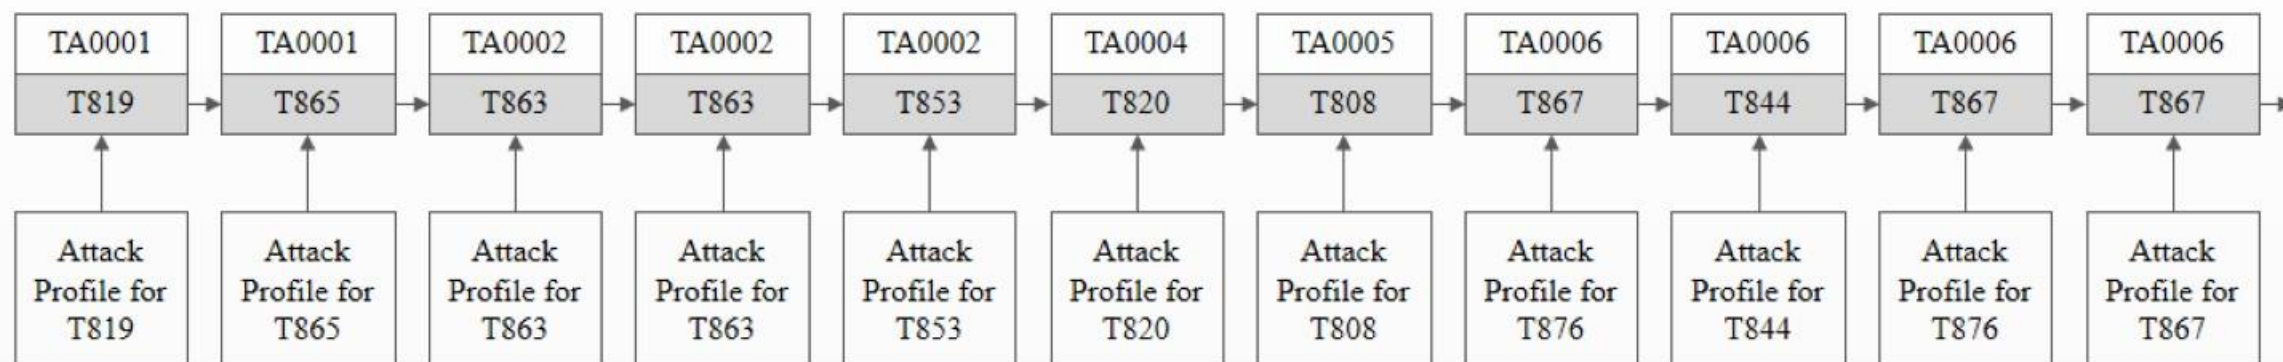 TA0001
TA0001
TA0002
TA0002
TA0002
TA0004
TA0005
TA0006
TA0006
TA0006
TA0006
T819
T865
T863
T863
T853
T820
T808
T867
T844
T867
T867
Attack
Profile for
T819
Attack
Profile for
T865
Attack
Profile for
T863
Attack
Profile for
T863
Attack
Profile for
T853
Attack
Profile for
T820
Attack
Profile for
T808
Attack
Profile for
T876
Attack
Profile for
T844
Attack
Profile for
T876
Attack
Profile for
T867